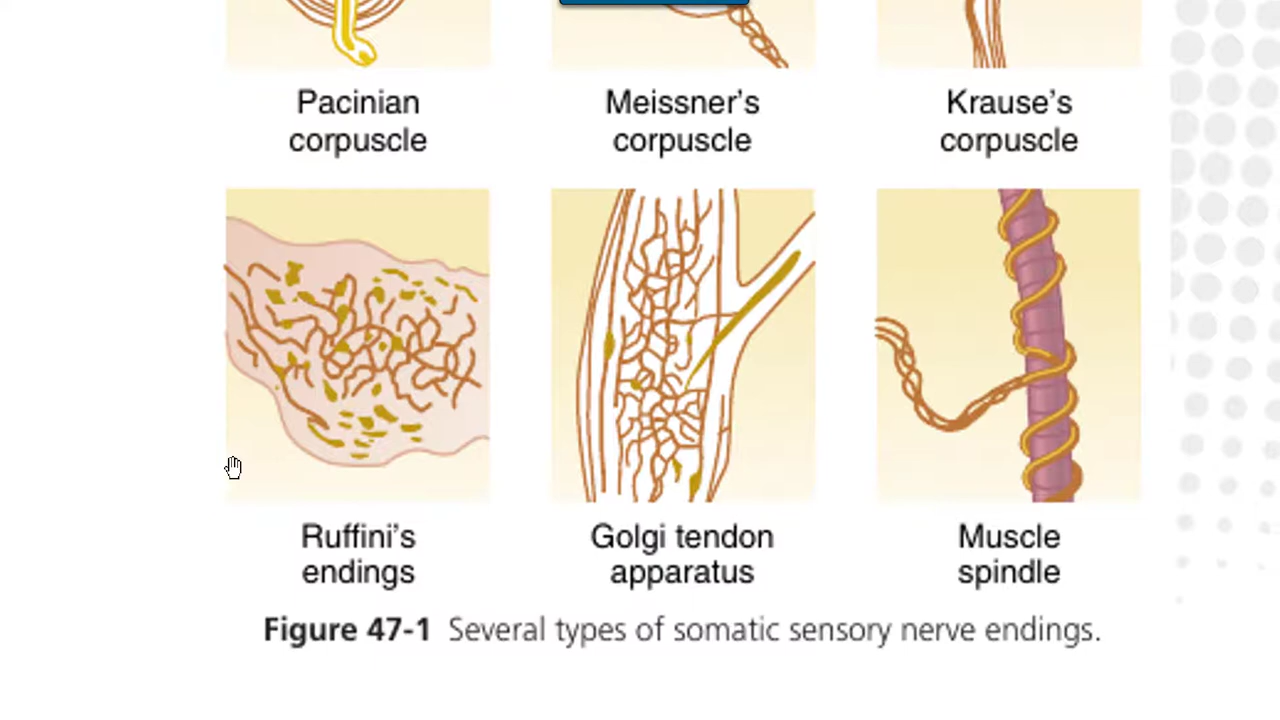 Pacinian
corpuscle
Meissner’s
corpuscle
Krause’s
corpuscle
Ruffini’s
endings
Golgi tendon
apparatus
Muscle
spindle
Figure 47-1 Several types of somatic sensory nerve endings.